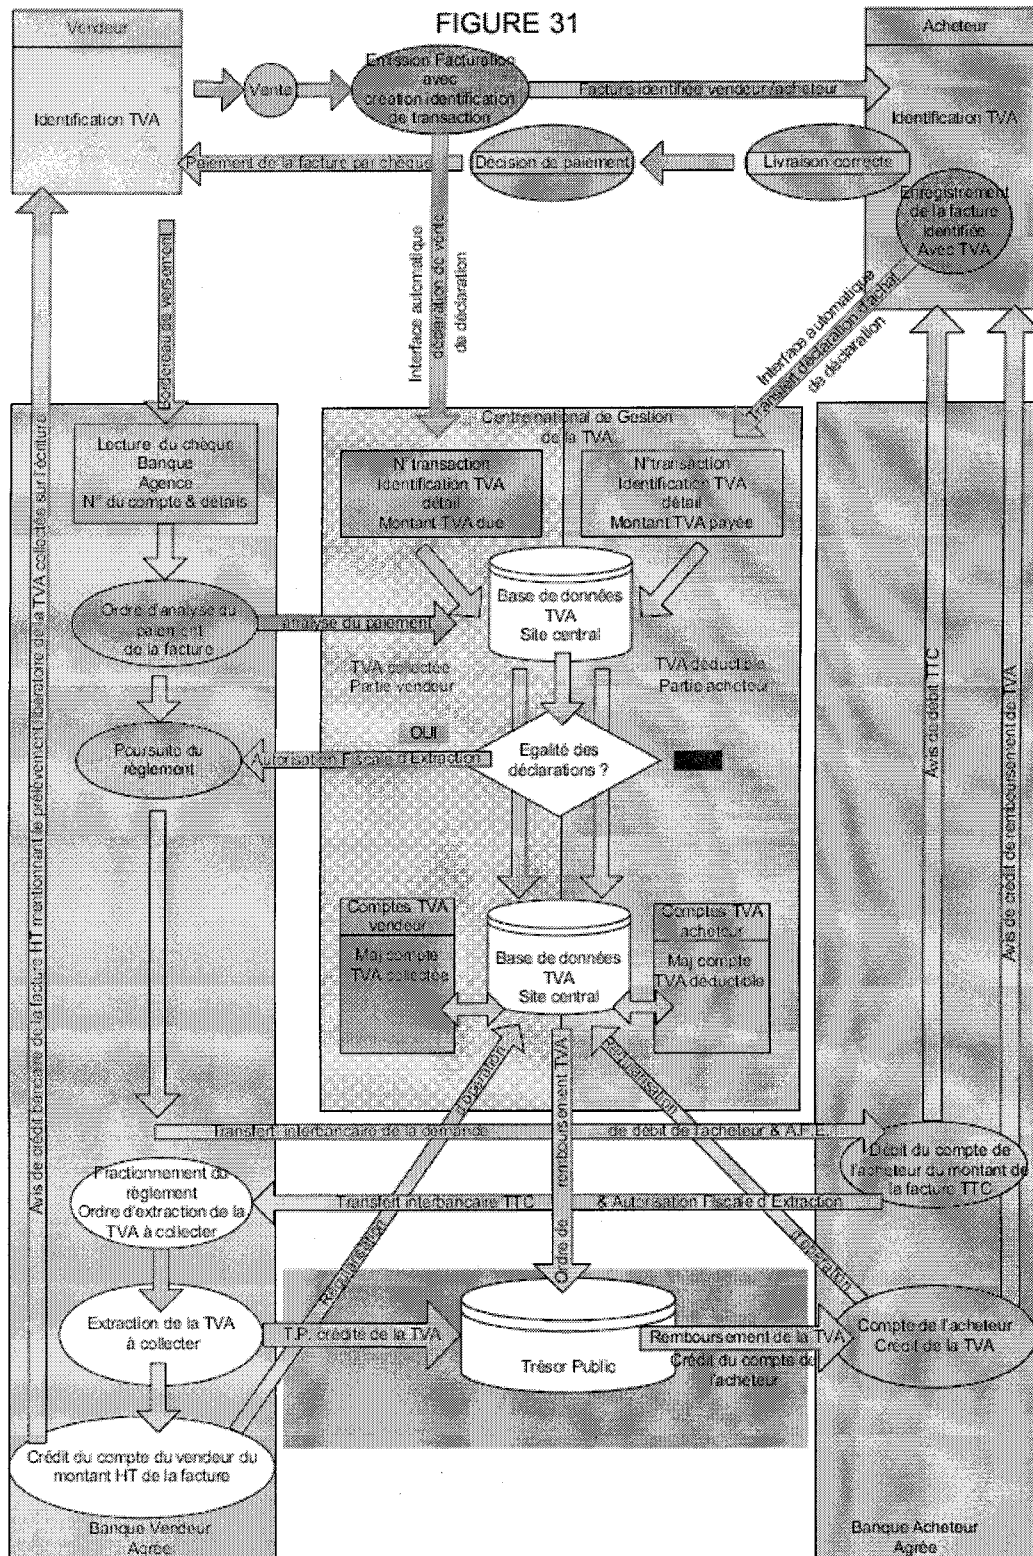 FIGURE 31
Vendeur
Identification TVA
Vente
Emission Facturation
avec
création identification
de transaction
Facture identifiée vendeur/acheteur
Acheteur
Identification TVA
Paiement de la facture par chèque
Décision de paiement
Livraison correcte
Enregistrement
de la facture
identifiée
Avec TVA
Bordereau de versement
Interface automatique
déclaration de vente
de déclaration
Interface automatique
Transfert déclaration d'achat
de déclaration
Avis de crédit bancaire de la facture HT mentionnant le prélèvement libératoire de la TVA collectés sur l'écriture
Lecture du chèque
Banque
Agence
N° du compte & détails
Centre national de Gestion
de la TVA
N°transaction
Identification TVA
détail
Montant TVA due
N°transaction
Identification TVA
détail
Montant TVA payée
Ordre d'analyse du
paiement
de la facture
analyse du paiement
Base de données
TVA
Site central
TVA collectée
Partie vendeur
TVA déductible
Partie acheteur
Avis du débit TTC
Avis de crédit de remboursement de TVA
OUI
Poursuite du
règlement
Autorisation Fiscale d'Extraction
Egalité des
déclarations ?
Comptes TVA
vendeur
Maj compte
TVA collectée
Base de données
TVA
Site central
Comptes TVA
acheteur
Maj compte
TVA déductible
Transfert interbancaire de la demande
de débit de l'acheteur & A.F.E.
Fractionnement du
règlement
Ordre d'extraction de la
TVA à collecter
Transfert interbancaire TTC
& Autorisation Fiscale d'Extraction
Débit du compte de
l'acheteur du montant de
la facture TTC
Régularisation
d'opération
Ordre de remboursement TVA
Régularisation
d'opération
Extraction de la TVA
à collecter
T.P. crédité de la TVA
Trésor Public
Remboursement de la TVA
Crédit du compte de
l'acheteur
Compte de l'acheteur
Crédit de la TVA
Crédit du compte du vendeur du
montant HT de la facture
Banque Vendeur
Agrée
Banque Acheteur
Agréée